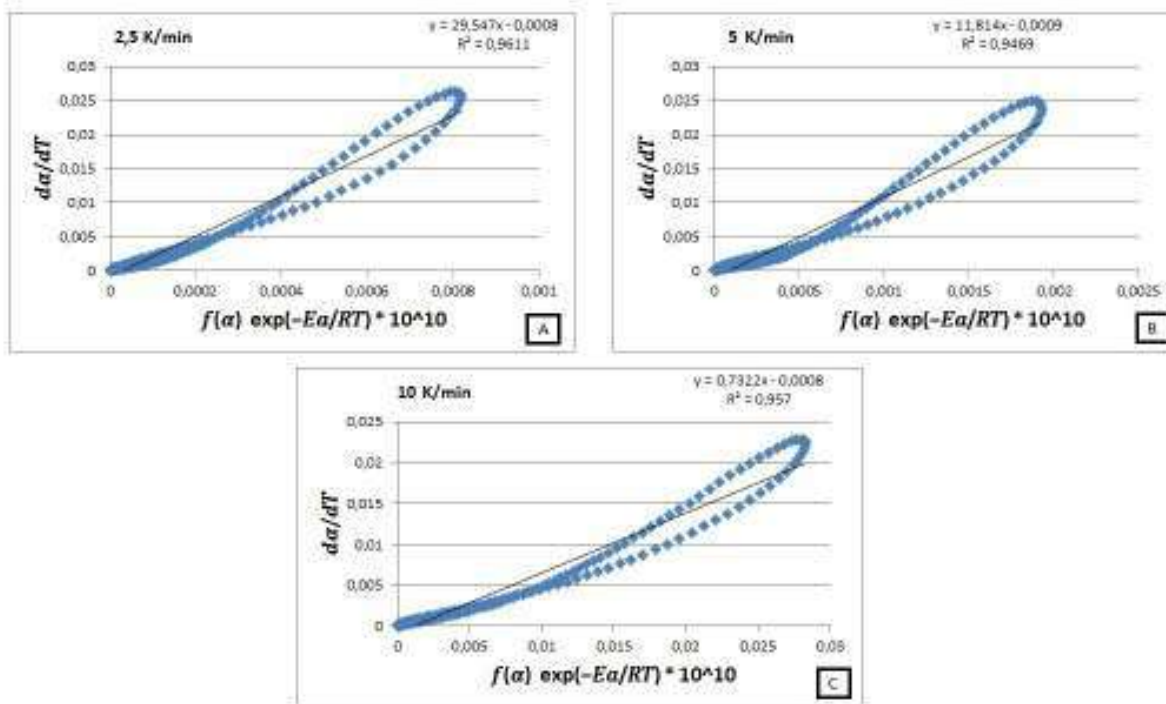 2,5 K/min
y = 29,547x - 0,0008
R² = 0,9611
0,03
0,025
0,02
0,015
0,01
0,005
0
dα/dT
0 0,0002 0,0004 0,0006 0,0008 0,001
f(α) exp(−Ea/RT) * 10^10
A
5 K/min
y = 11,814x - 0,0009
R² = 0,9469
0,03
0,025
0,02
0,015
0,01
0,005
0
dα/dT
0 0,0005 0,001 0,0015 0,002 0,0025
f(α) exp(−Ea/RT) * 10^10
B
10 K/min
y = 0,7322x - 0,0008
R² = 0,957
0,025
0,02
0,015
0,01
0,005
0
dα/dT
0 0,005 0,01 0,015 0,02 0,025 0,03
f(α) exp(−Ea/RT) * 10^10
C